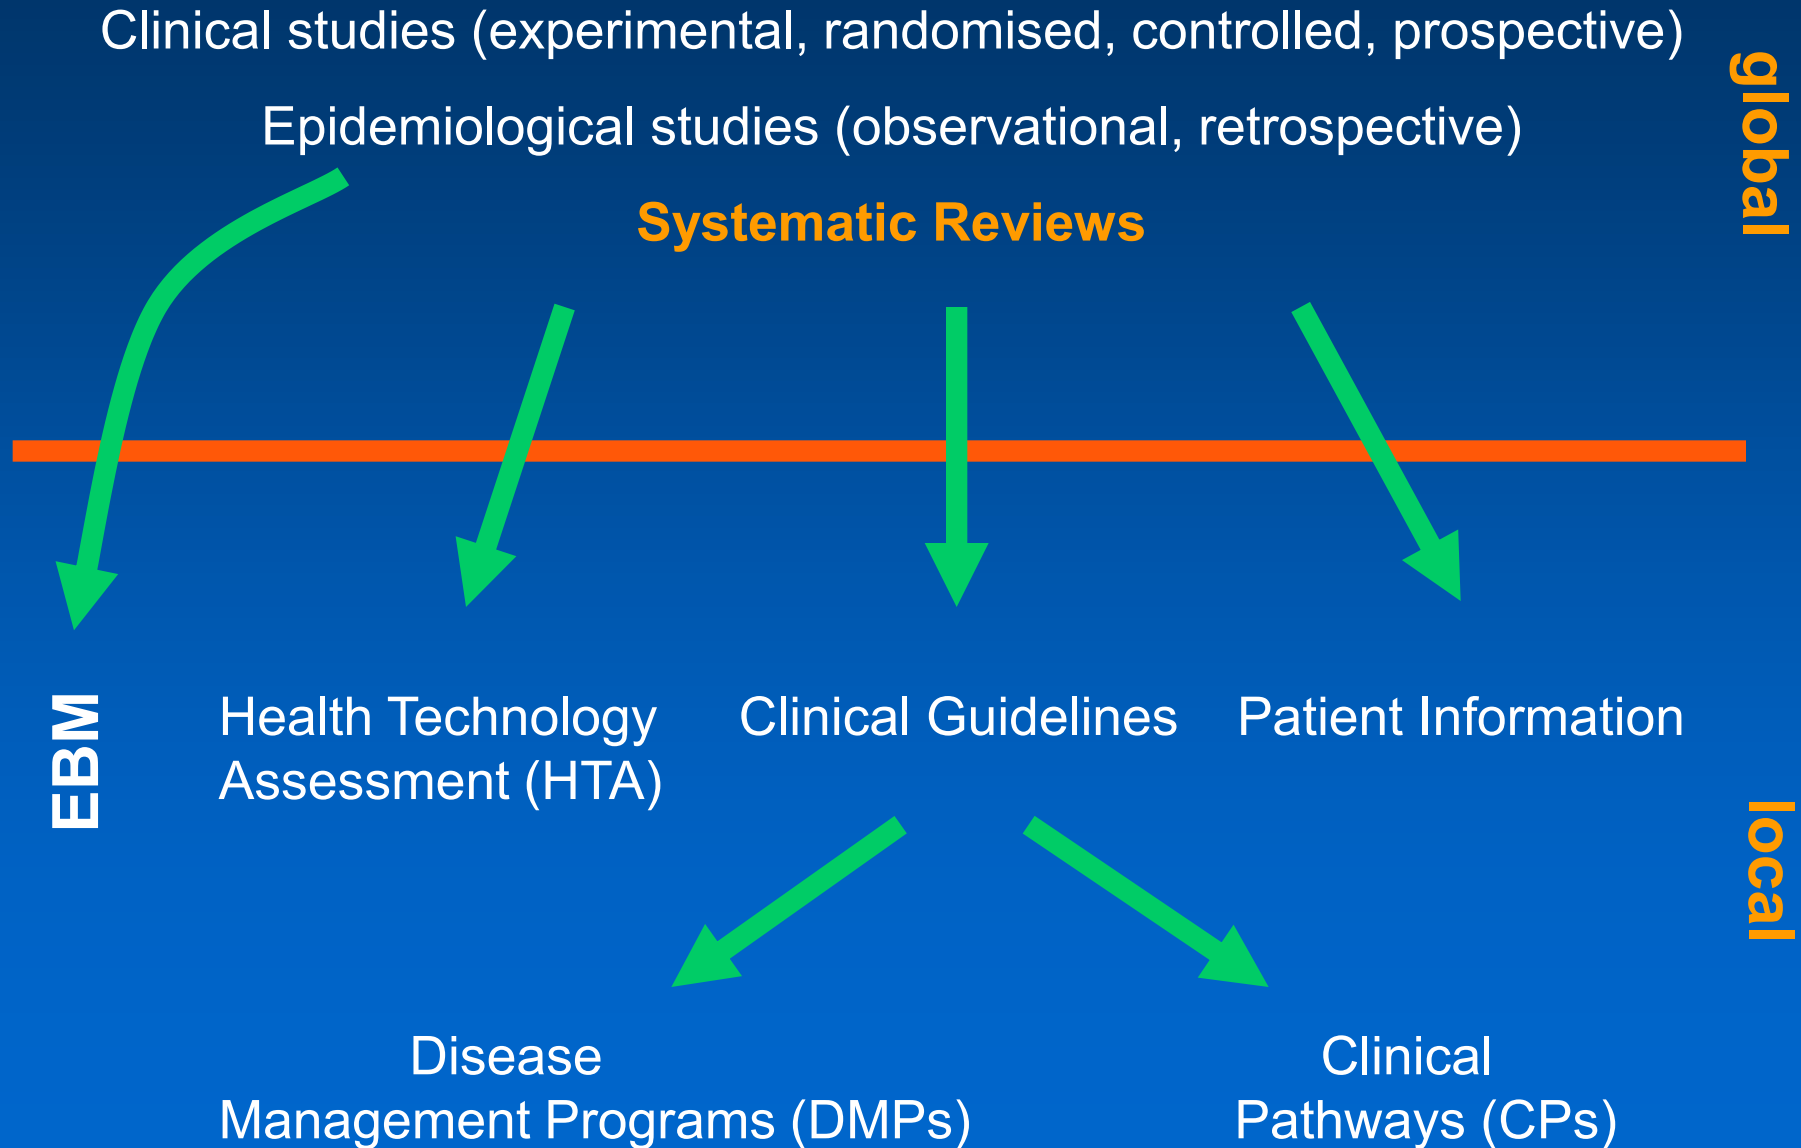 Clinical studies (experimental, randomised, controlled, prospective)
global
Epidemiological studies (observational, retrospective)
Systematic Reviews
EBM
Health Technology
Assessment (HTA)
Clinical Guidelines
Patient Information
local
Disease
Management Programs (DMPs)
Clinical
Pathways (CPs)